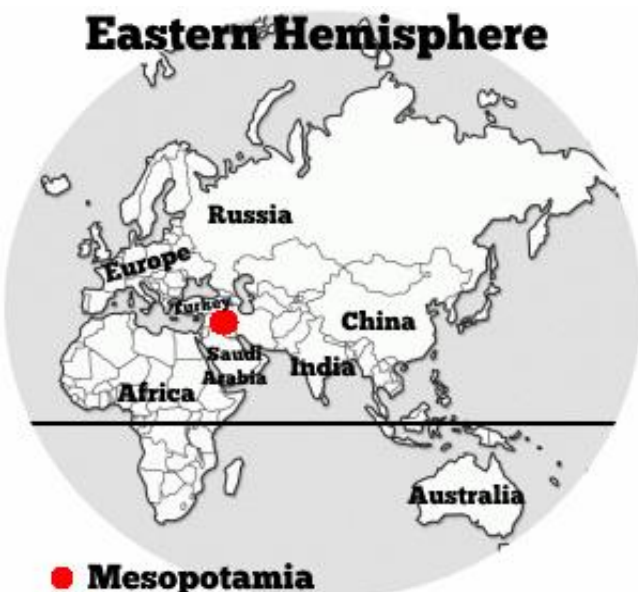 Eastern Hemisphere
Russia
Europe
Turkey
China
Saudi
Arabia
India
Africa
Australia
Mesopotamia